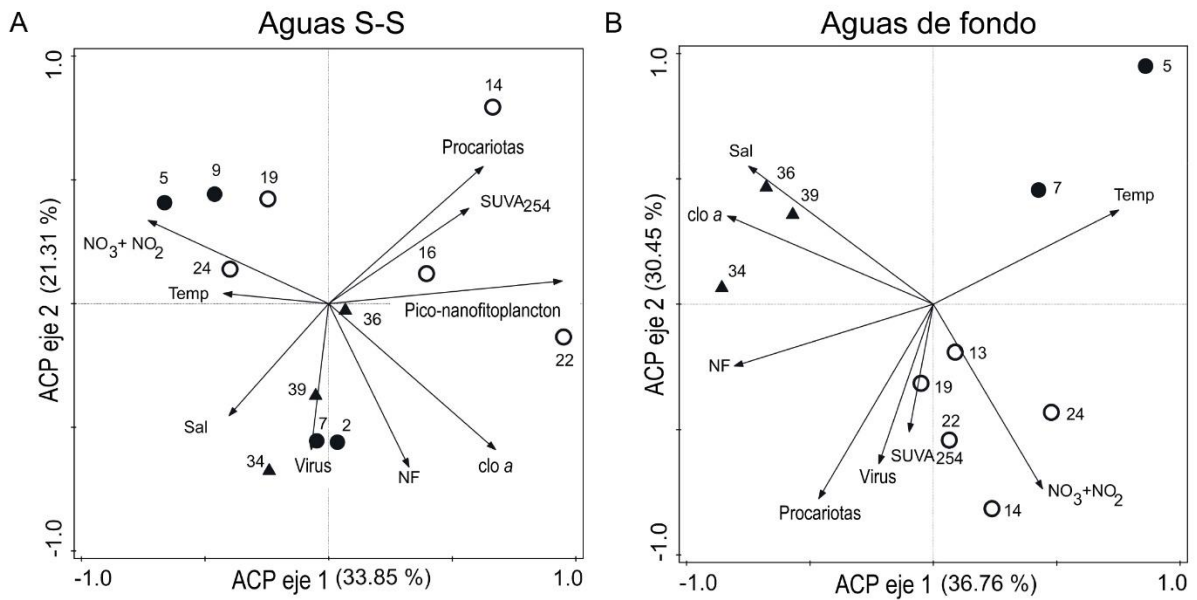 A
Aguas S-S
1.0
14
Procariotas
5
9
19
SUVA254
NO3+ NO2
24
16
Temp
Pico-nanofitoplancton
36
22
39
Sal
7
2
34
Virus
NF
clo a
ACP eje 2 (21.31 %)
-1.0
-1.0
ACP eje 1 (33.85 %)
1.0
B
Aguas de fondo
1.0
5
Sal
36
39
7
Temp
clo a
34
NF
13
19
24
22
SUVA254
Virus
Procariotas
NO3+NO2
14
ACP eje 2 (30.45 %)
-1.0
-1.0
ACP eje 1 (36.76 %)
1.0